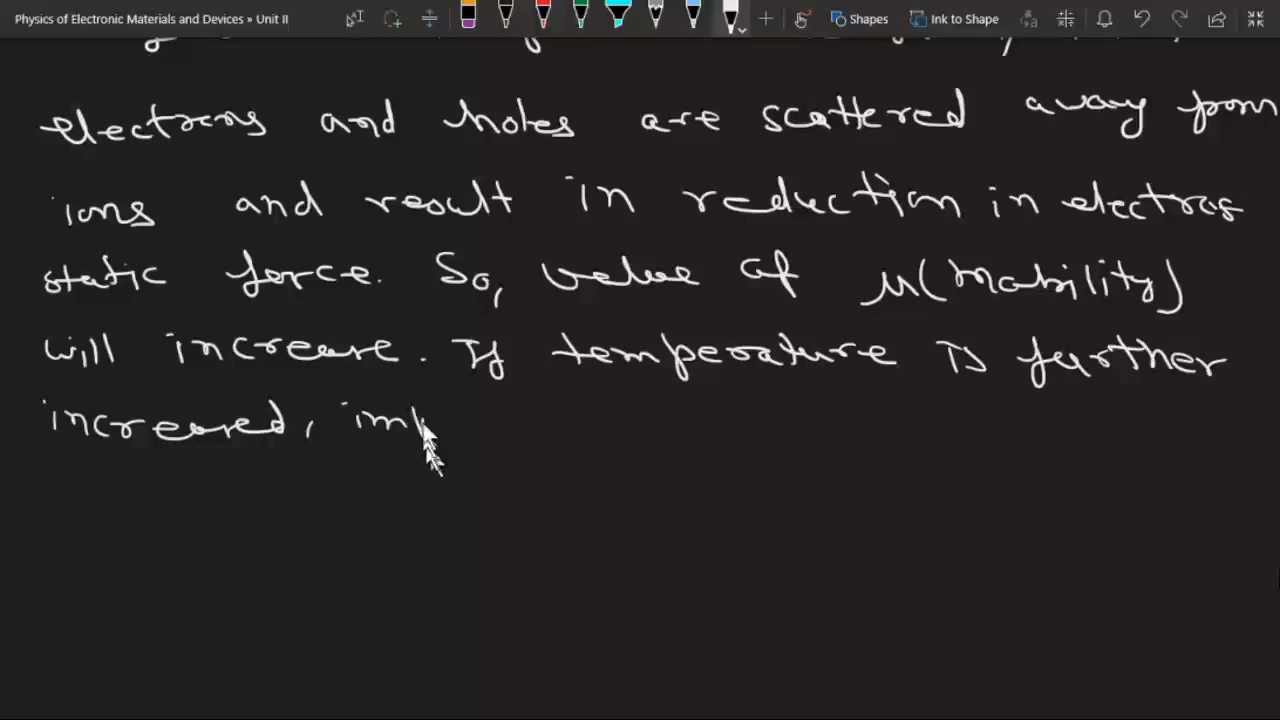 Physics of Electronic Materials and Devices » Unit II
Shapes
Ink to Shape
electrons and holes are scattered away from
ions and result in reduction in electros
static force. So, value of μ(Mobility)
will increase. If temperature is further
increased, imp